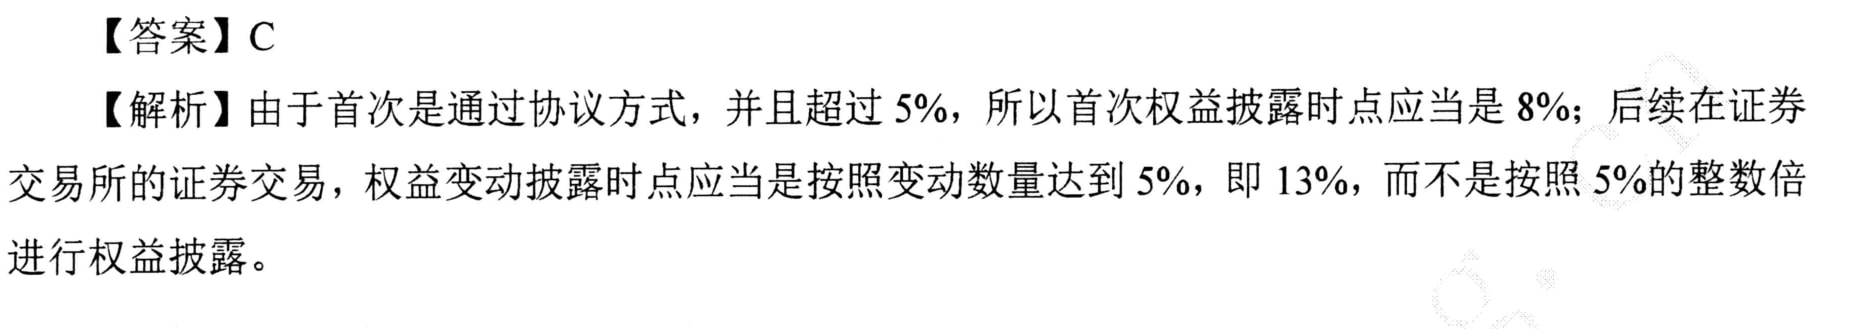 【答案】C
【解析】由于首次是通过协议方式，并且超过 5%，所以首次权益披露时点应当是 8%；后续在证券
交易所的证券交易，权益变动披露时点应当是按照变动数量达到 5%，即 13%，而不是按照 5%的整数倍
进行权益披露。